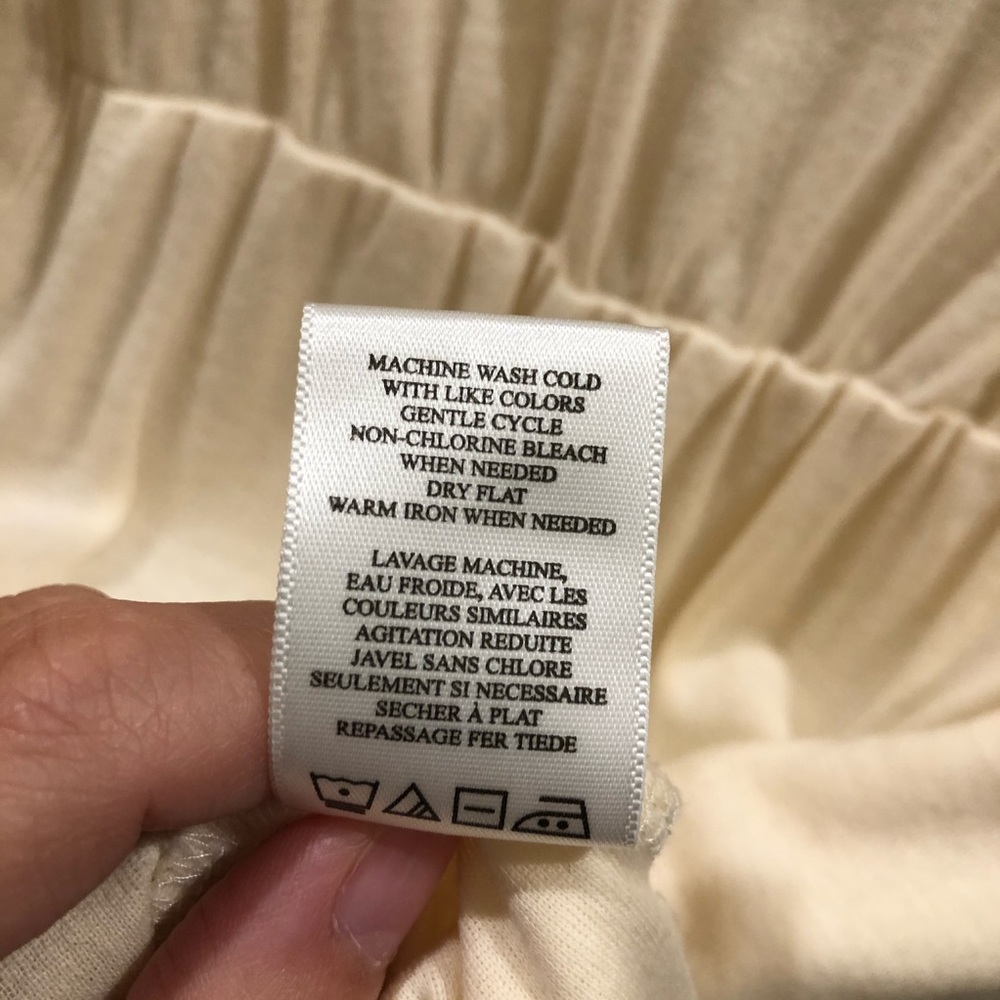 MACHINE WASH COLD
WITH LIKE COLORS
GENTLE CYCLE
NON-CHLORINE BLEACH
WHEN NEEDED
DRY FLAT
WARM IRON WHEN NEEDED
LAVAGE MACHINE,
EAU FROIDE, AVEC LES
COULEURS SIMILAIRES
AGITATION REDUITE
JAVEL SANS CHLORE
SEULEMENT SI NECESSAIRE
SECHER À PLAT
REPASSAGE FER TIEDE